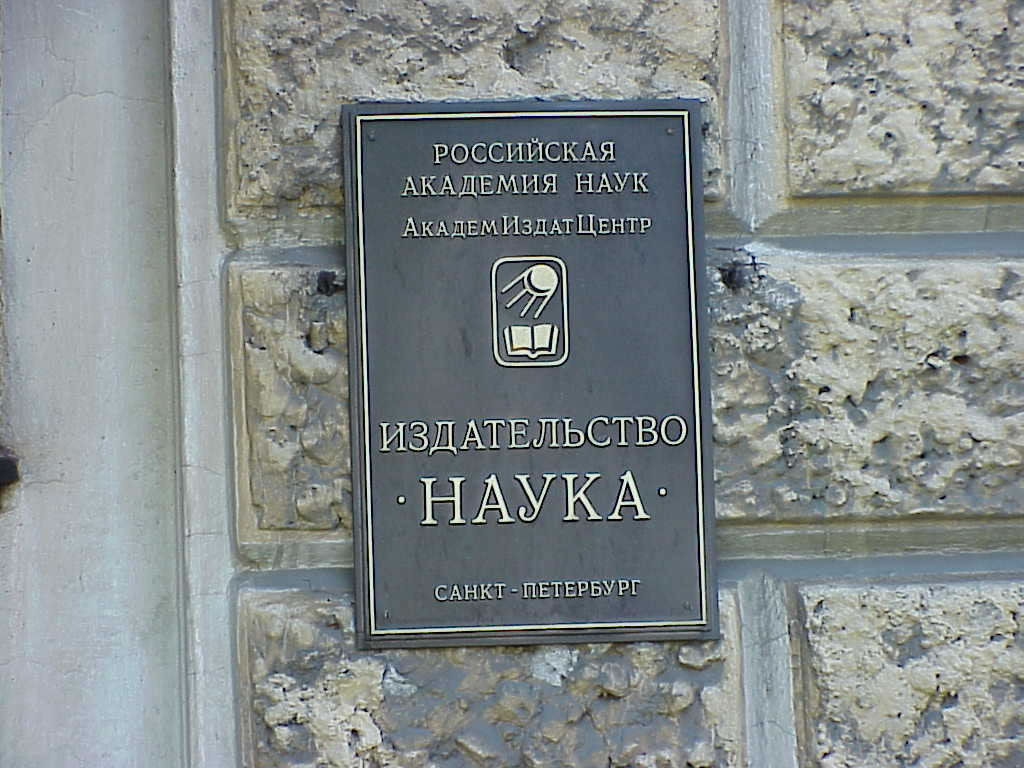 РОССИЙСКАЯ
АКАДЕМИЯ НАУК
АкадемИздатЦентр
ИЗДАТЕЛЬСТВО
· НАУКА ·
САНКТ-ПЕТЕРБУРГ